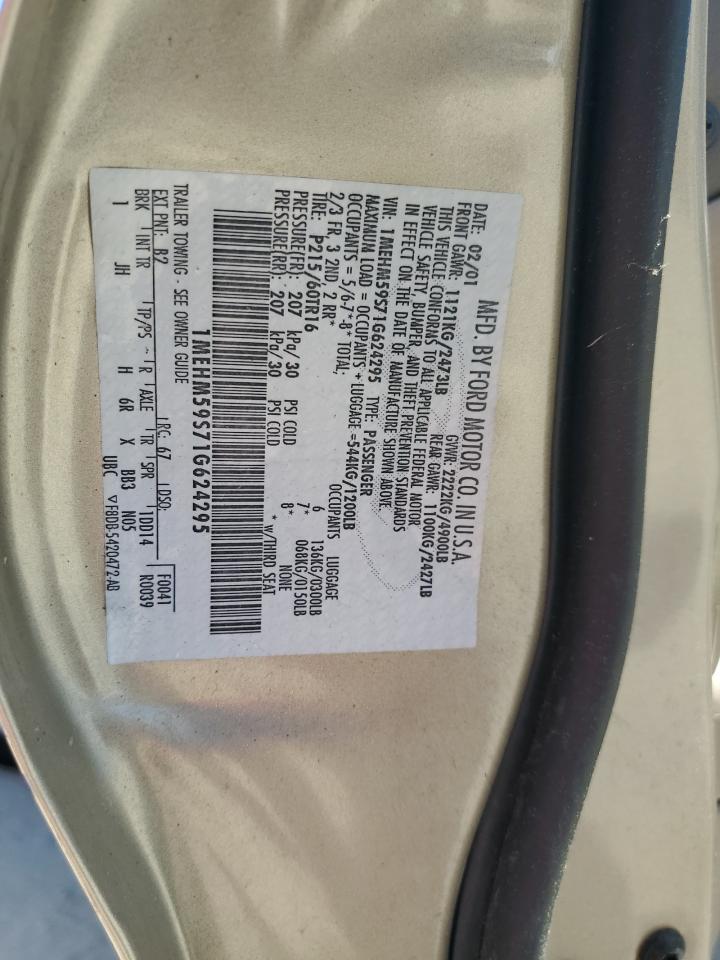 MFD. BY FORD MOTOR CO. IN U.S.A.
DATE: 02/01 GVWR: 2222KG/4900LB
FRONT GAWR: 1121KG/2473LB REAR GAWR: 1100KG/2427LB
THIS VEHICLE CONFORMS TO ALL APPLICABLE FEDERAL MOTOR
VEHICLE SAFETY, BUMPER, AND THEFT PREVENTION STANDARDS
IN EFFECT ON THE DATE OF MANUFACTURE SHOWN ABOVE.
VIN: 1MEHM59S71G624295 TYPE: PASSENGER
MAXIMUM LOAD = OCCUPANTS + LUGGAGE = 544KG/1200LB
OCCUPANTS = 5/6-7*-8* TOTAL, OCCUPANTS LUGGAGE
2/3 FR, 3 2ND, 2 RR* 6 136KG/0300LB
TIRE: P215/60TR16 7* 068KG/0150LB
PRESSURE(FR): 207 kPa/30 PSI COLD 8* NONE
PRESSURE(RR): 207 kPa/30 PSI COLD * W/THIRD SEAT
1MEHM59S71G624295
TRAILER TOWING - SEE OWNER GUIDE
EXT PNT: B2 RC: 67 DSO: F0041
BRK INT TR TP/PS R AXLE TR SPR DD014 R0039
1 JH H 6R X BB3 N05
UBC ▽F8DB-5420472-AB